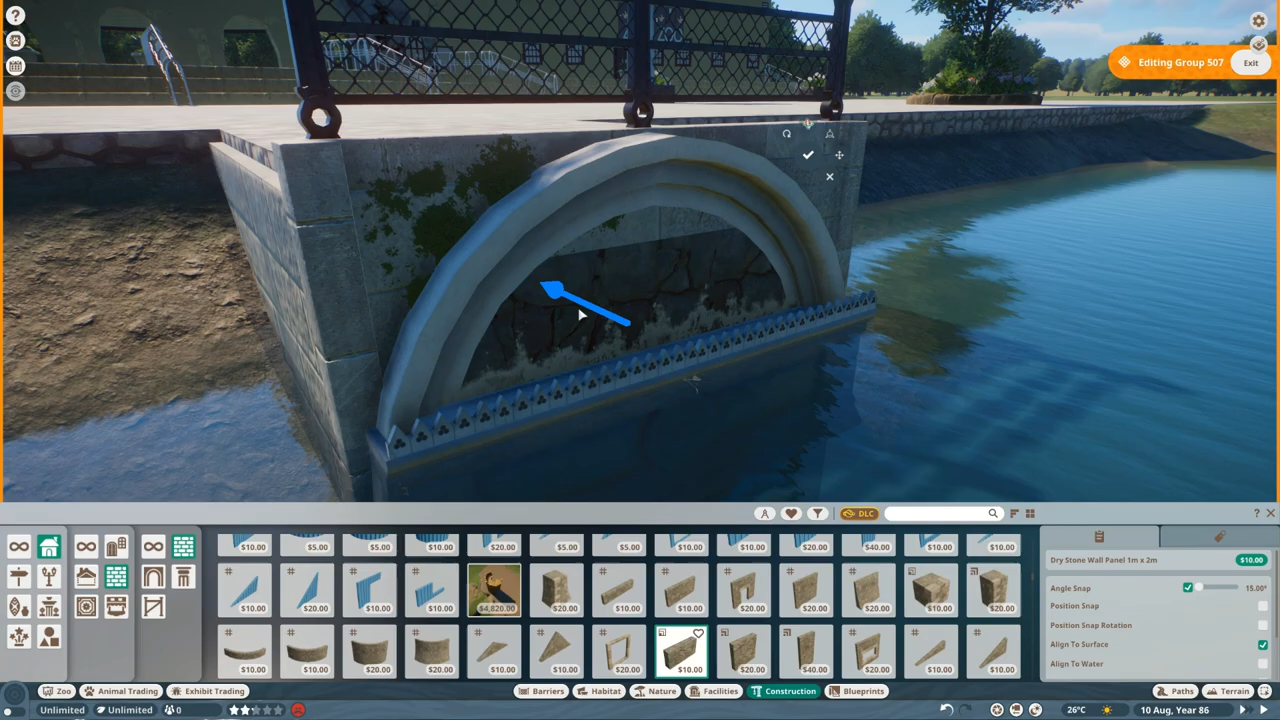 ?
Editing Group 507
Exit
DLC
?
$10.00
$5.00
$5.00
$10.00
$20.00
$5.00
$5.00
$10.00
$10.00
$20.00
$40.00
$10.00
$10.00
$10.00
$20.00
$10.00
$10.00
$4,820.00
$20.00
$10.00
$10.00
$20.00
$20.00
$20.00
$10.00
$20.00
$10.00
$10.00
$20.00
$20.00
$10.00
$10.00
$20.00
$10.00
$20.00
$40.00
$20.00
$10.00
$10.00
Dry Stone Wall Panel 1m x 2m
$10.00
Angle Snap
15.00°
Position Snap
Position Snap Rotation
Align To Surface
Align To Water
Zoo
Animal Trading
Exhibit Trading
Barriers
Habitat
Nature
Facilities
Construction
Blueprints
Paths
Terrain
Unlimited
Unlimited
0
26°C
10 Aug, Year 86